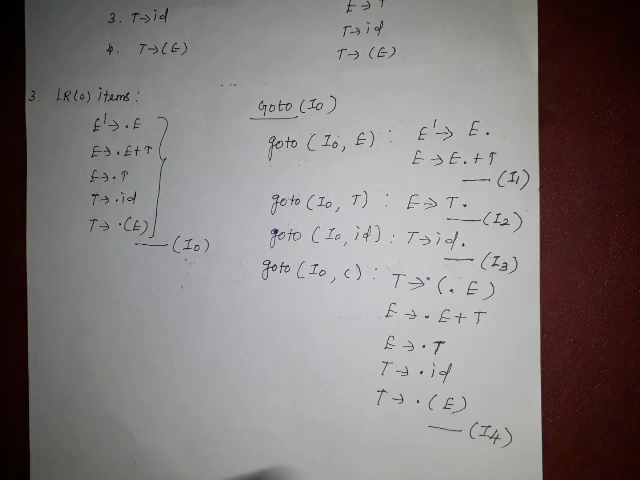 3. T→id
4. T→(E)
E→T
T→id
T→(E)
3. LR(0) items:
E'→.E
E→.E+T
E→.T
T→.id
T→.(E)
—(I0)
Goto (I0)
goto (I0, E) : E'→ E.
E→E.+T
—(I1)
goto (I0, T) : E→T.
—(I2)
goto (I0, id) : T→id.
—(I3)
goto (I0, () : T→(.E)
E→.E+T
E→.T
T→.id
T→.(E)
—(I4)